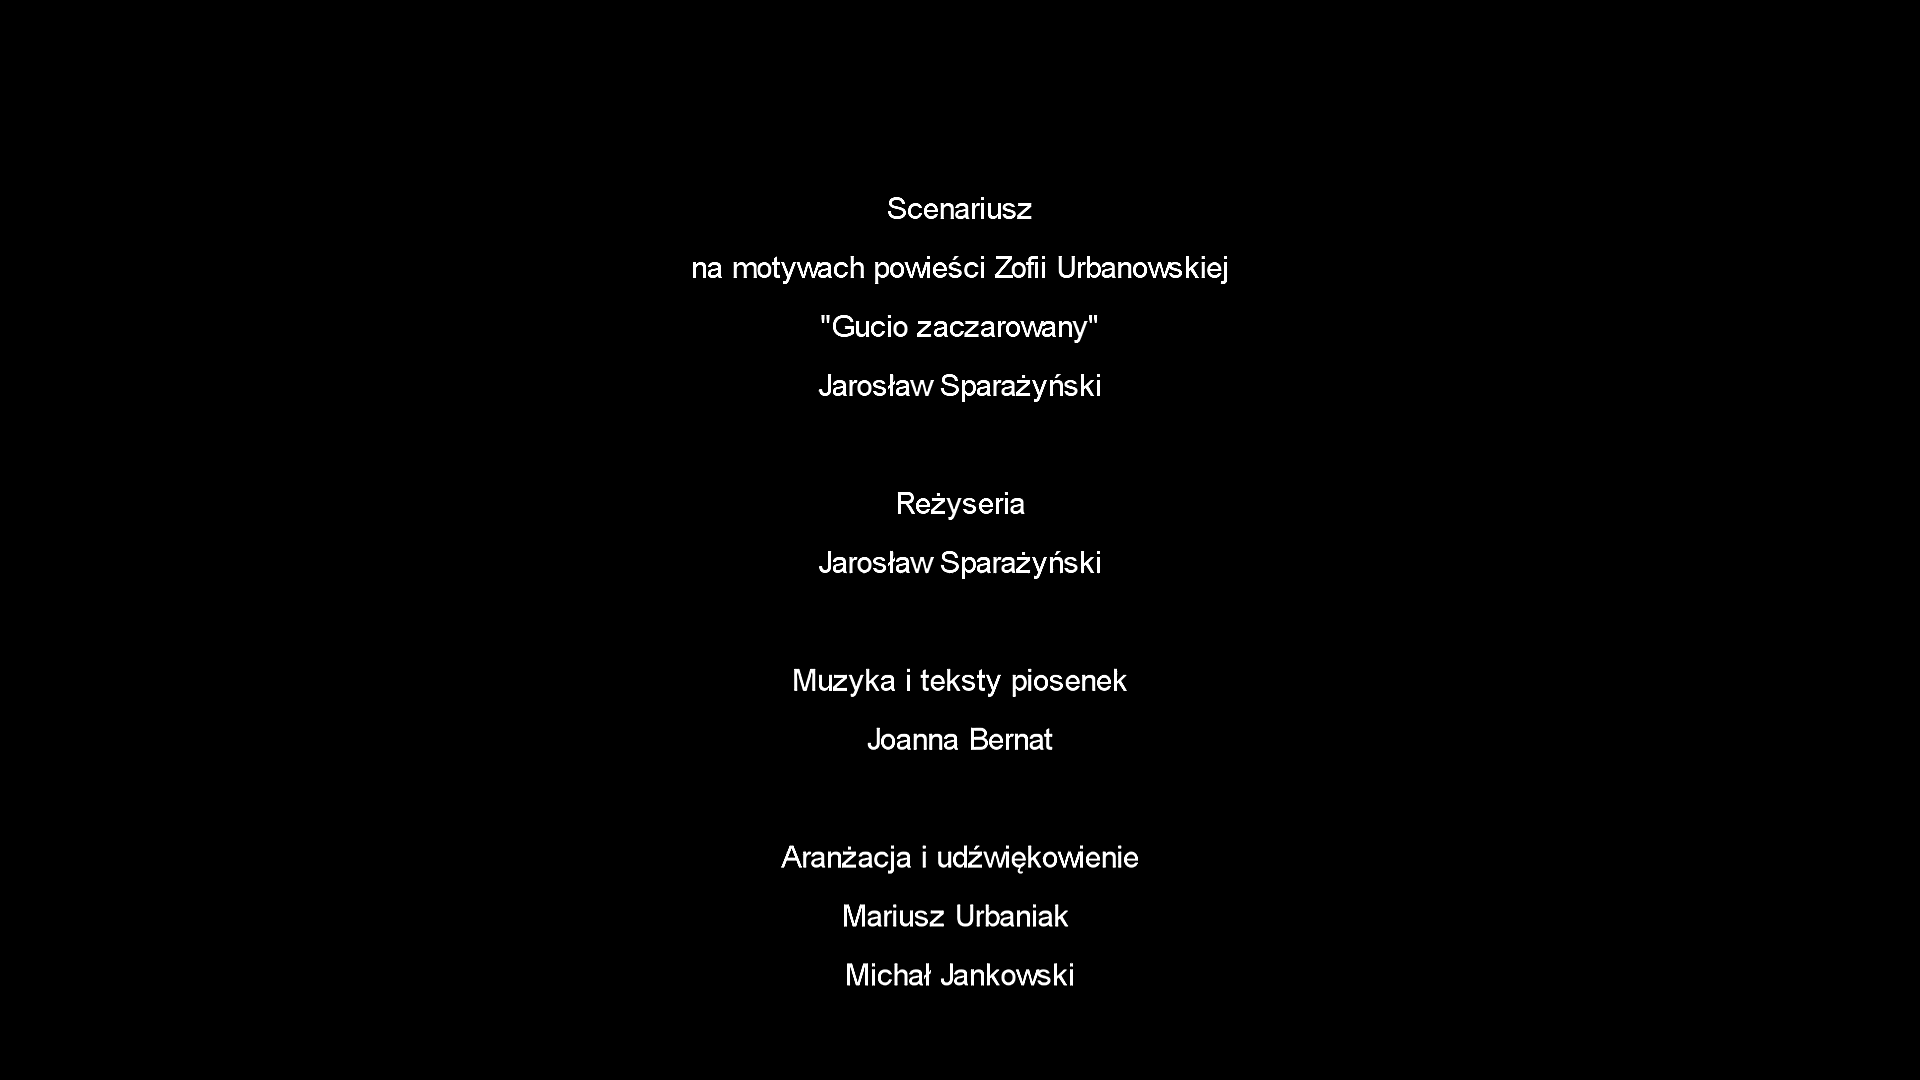 Scenariusz
na motywach powieści Zofii Urbanowskiej
"Gucio zaczarowany"
Jarosław Sparażyński
Reżyseria
Jarosław Sparażyński
Muzyka i teksty piosenek
Joanna Bernat
Aranżacja i udźwiękowienie
Mariusz Urbaniak
Michał Jankowski